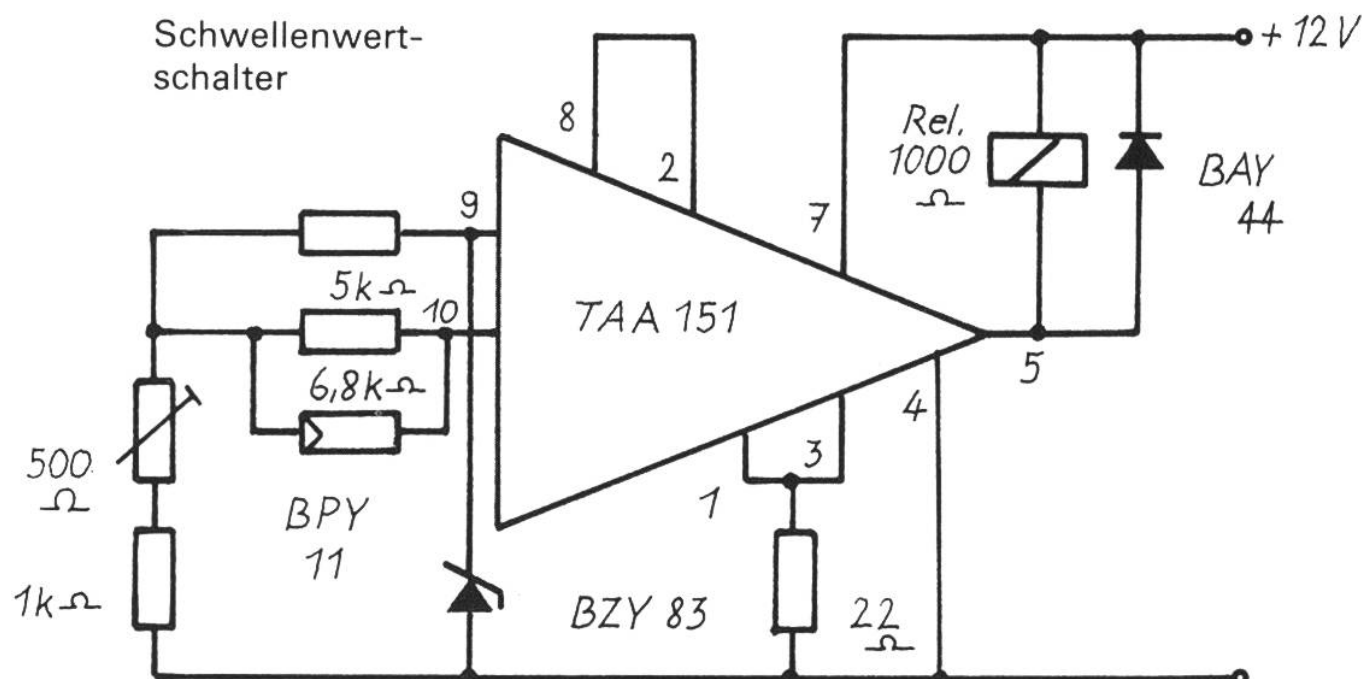 Schwellenwert-
schalter
+ 12 V
8
2
Rel.
1000
Ω
7
BAY
44
9
5kΩ
10
TAA 151
6,8kΩ
5
4
500
Ω
3
1
BPY
11
1kΩ
BZY 83
22
Ω